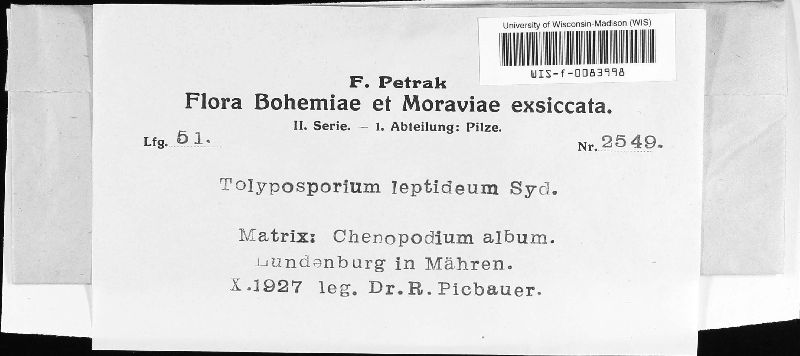 University of Wisconsin-Madison (WIS)
WIS-f-0083998
F. Petrak
Flora Bohemiae et Moraviae exsiccata.
II. Serie. – 1. Abteilung: Pilze.
Lfg. 51.
Nr. 2549.
Tolyposporium leptideum Syd.
Matrix: Chenopodium album.
Lundenburg in Mähren.
X.1927 leg. Dr. R. Picbauer.